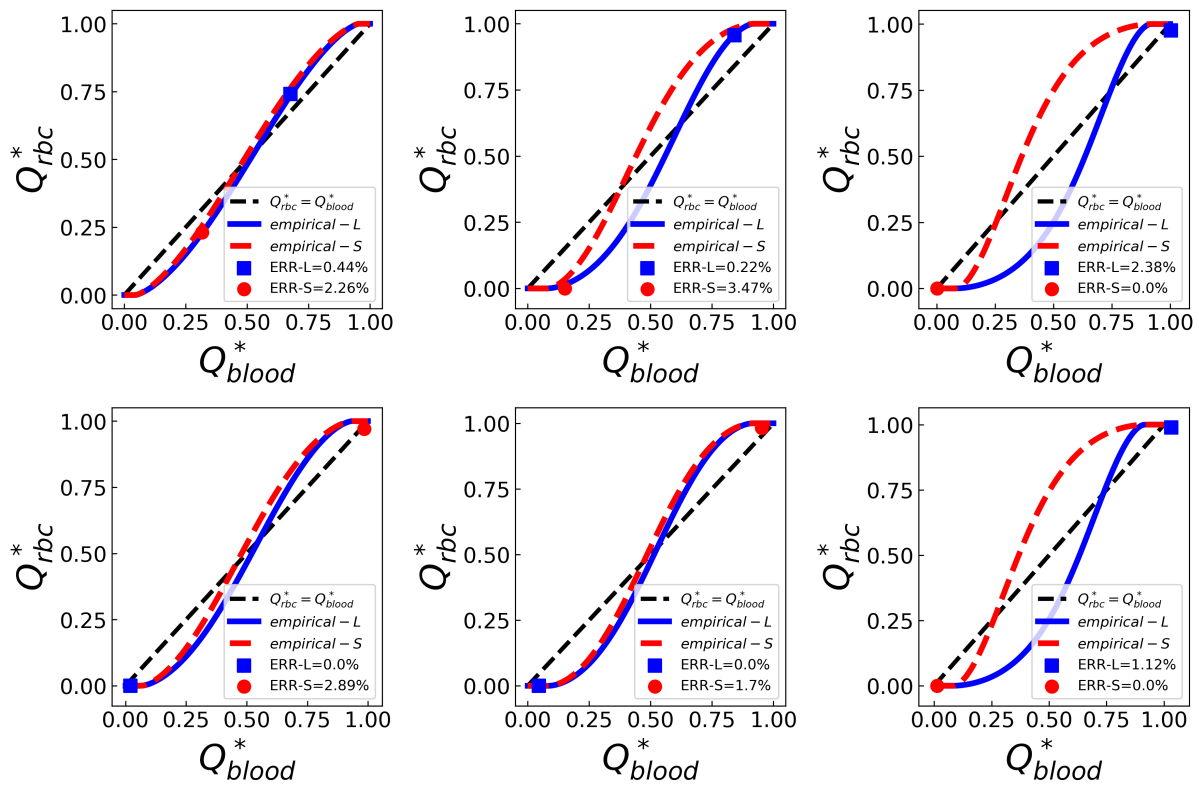 1.00
0.75
0.50
0.25
0.00
Q*rbc
0.00 0.25 0.50 0.75 1.00
Q*blood
Q*rbc = Q*blood
empirical − L
empirical − S
ERR-L=0.44%
ERR-S=2.26%
1.00
0.75
0.50
0.25
0.00
Q*rbc
0.00 0.25 0.50 0.75 1.00
Q*blood
Q*rbc = Q*blood
empirical − L
empirical − S
ERR-L=0.22%
ERR-S=3.47%
1.00
0.75
0.50
0.25
0.00
Q*rbc
0.00 0.25 0.50 0.75 1.00
Q*blood
Q*rbc = Q*blood
empirical − L
empirical − S
ERR-L=2.38%
ERR-S=0.0%
1.00
0.75
0.50
0.25
0.00
Q*rbc
0.00 0.25 0.50 0.75 1.00
Q*blood
Q*rbc = Q*blood
empirical − L
empirical − S
ERR-L=0.0%
ERR-S=2.89%
1.00
0.75
0.50
0.25
0.00
Q*rbc
0.00 0.25 0.50 0.75 1.00
Q*blood
Q*rbc = Q*blood
empirical − L
empirical − S
ERR-L=0.0%
ERR-S=1.7%
1.00
0.75
0.50
0.25
0.00
Q*rbc
0.00 0.25 0.50 0.75 1.00
Q*blood
Q*rbc = Q*blood
empirical − L
empirical − S
ERR-L=1.12%
ERR-S=0.0%